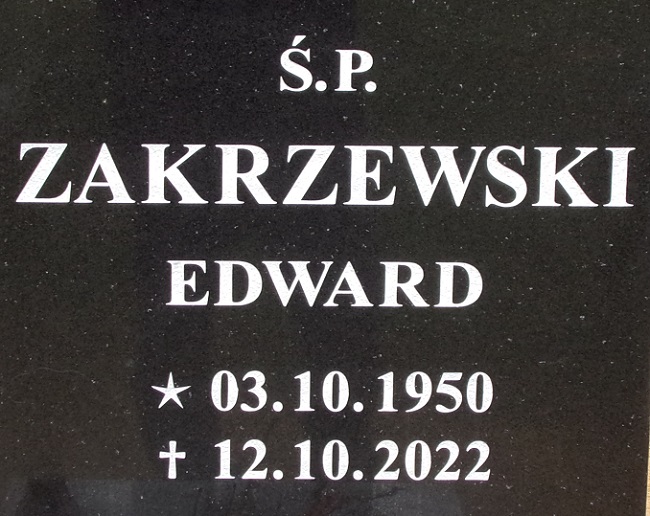 Ś.P.
ZAKRZEWSKI
EDWARD
★ 03.10.1950
✝ 12.10.2022